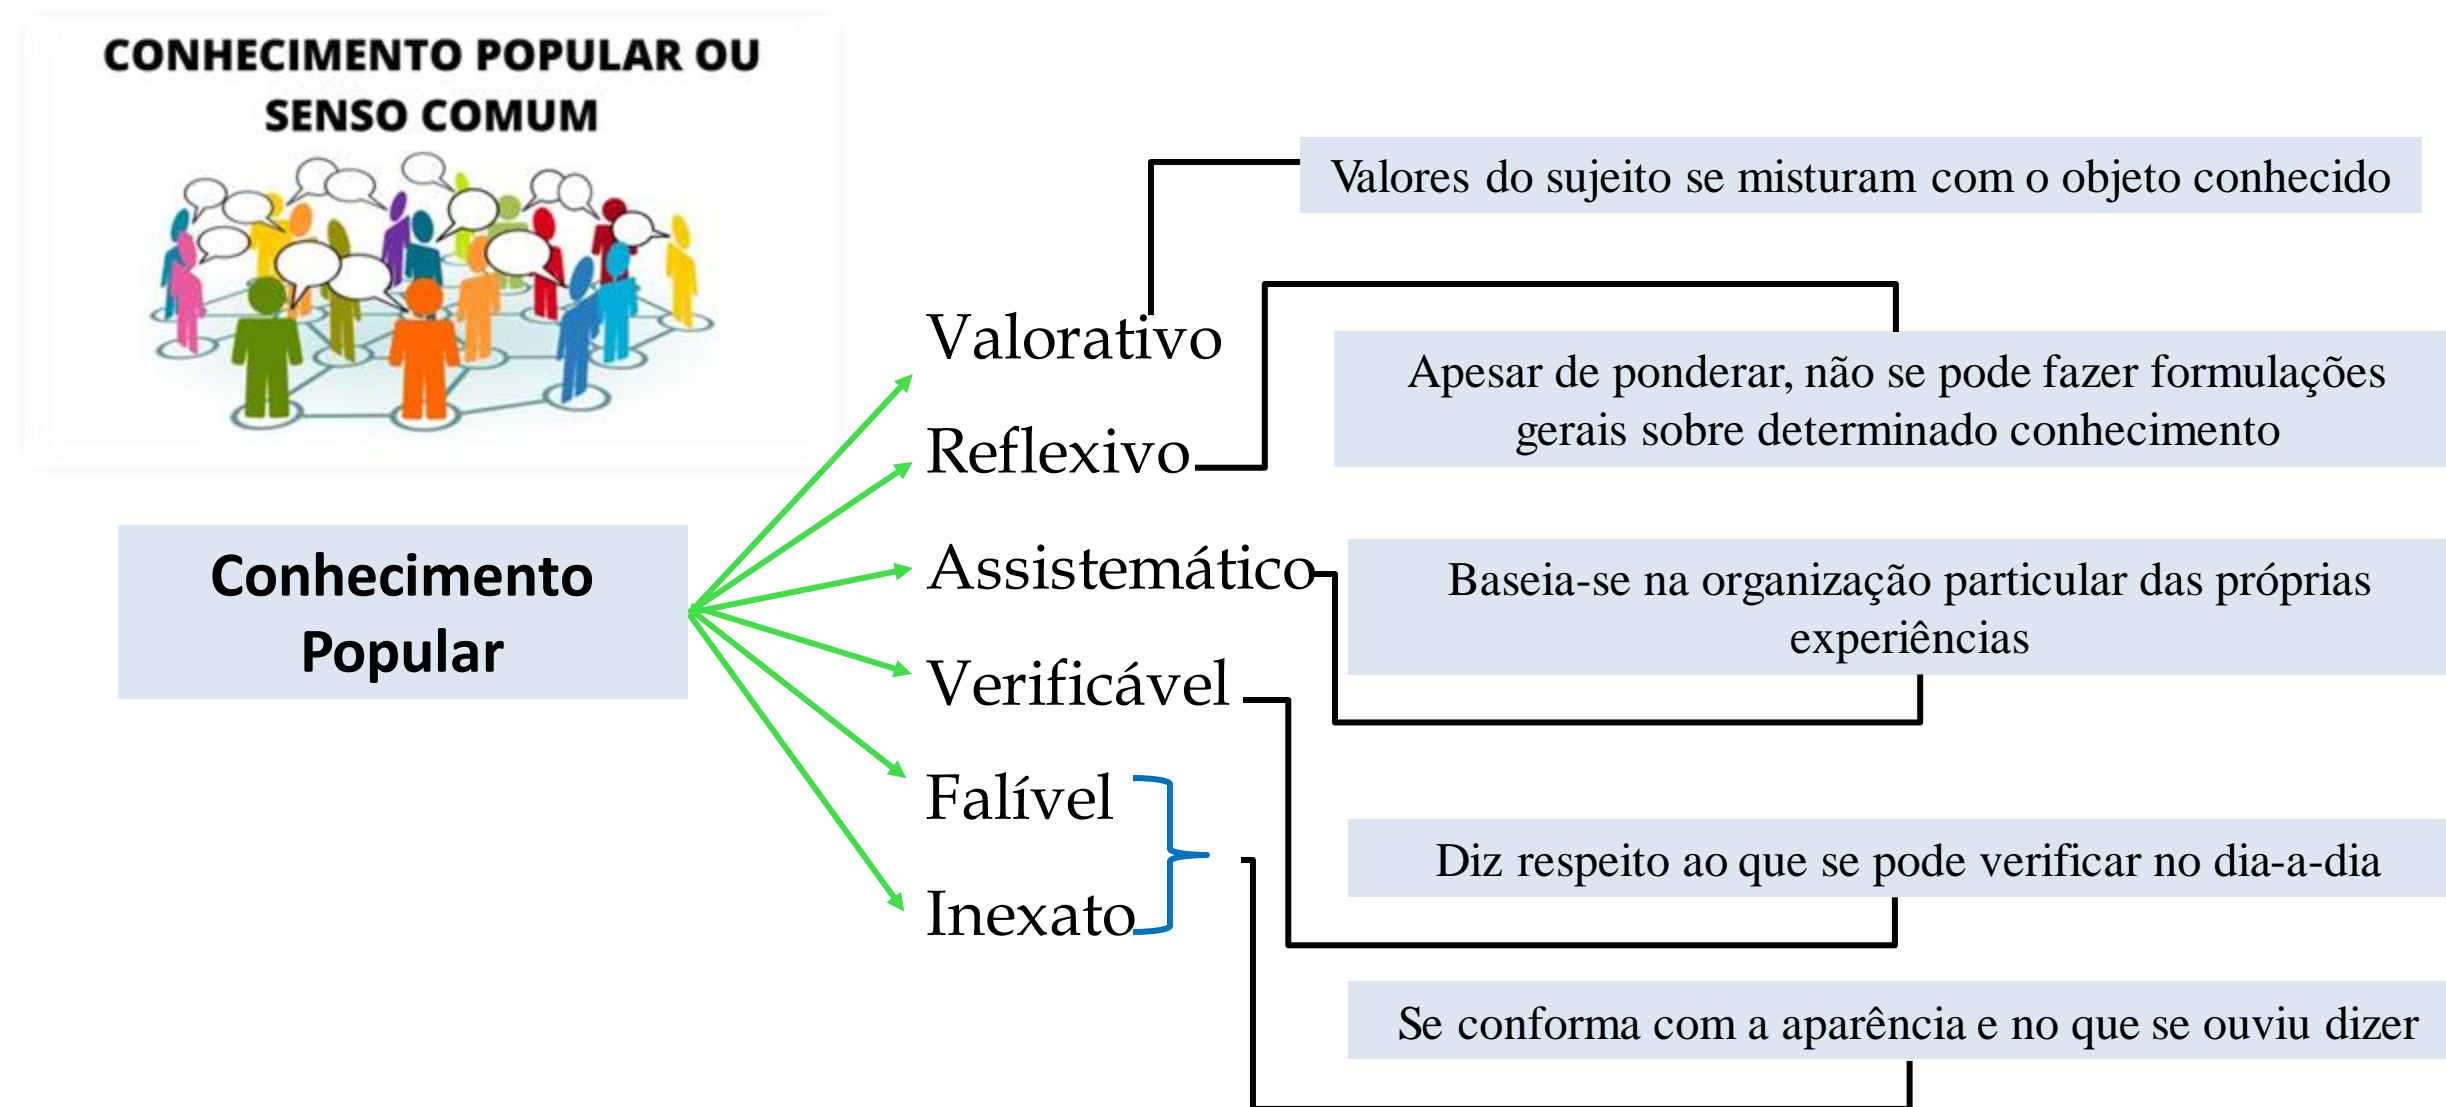 CONHECIMENTO POPULAR OU
SENSO COMUM
Conhecimento
Popular
Valorativo
Reflexivo
Assistemático
Verificável
Falível
Inexato
Valores do sujeito se misturam com o objeto conhecido
Apesar de ponderar, não se pode fazer formulações
gerais sobre determinado conhecimento
Baseia-se na organização particular das próprias
experiências
Diz respeito ao que se pode verificar no dia-a-dia
Se conforma com a aparência e no que se ouviu dizer